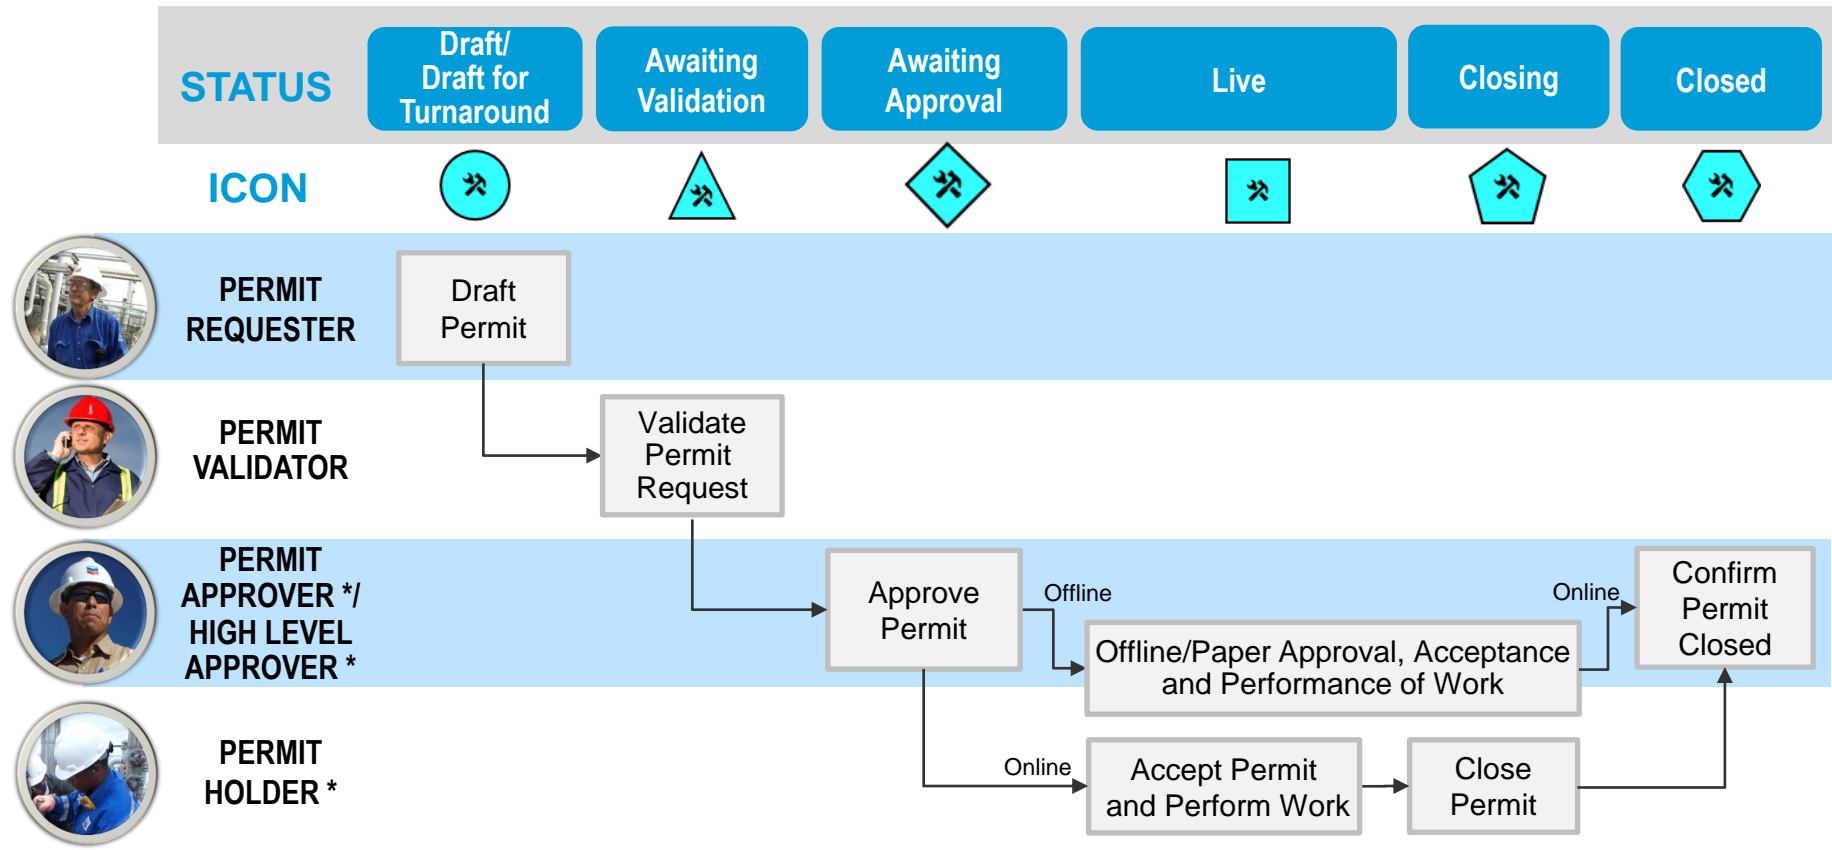 STATUS
Draft/
Draft for
Turnaround
Awaiting
Validation
Awaiting
Approval
Live
Closing
Closed
ICON
PERMIT
REQUESTER
Draft
Permit
PERMIT
VALIDATOR
Validate
Permit
Request
PERMIT
APPROVER */
HIGH LEVEL
APPROVER *
Approve
Permit
Offline
Offline/Paper Approval, Acceptance
and Performance of Work
Online
Confirm
Permit
Closed
PERMIT
HOLDER *
Online
Accept Permit
and Perform Work
Close
Permit